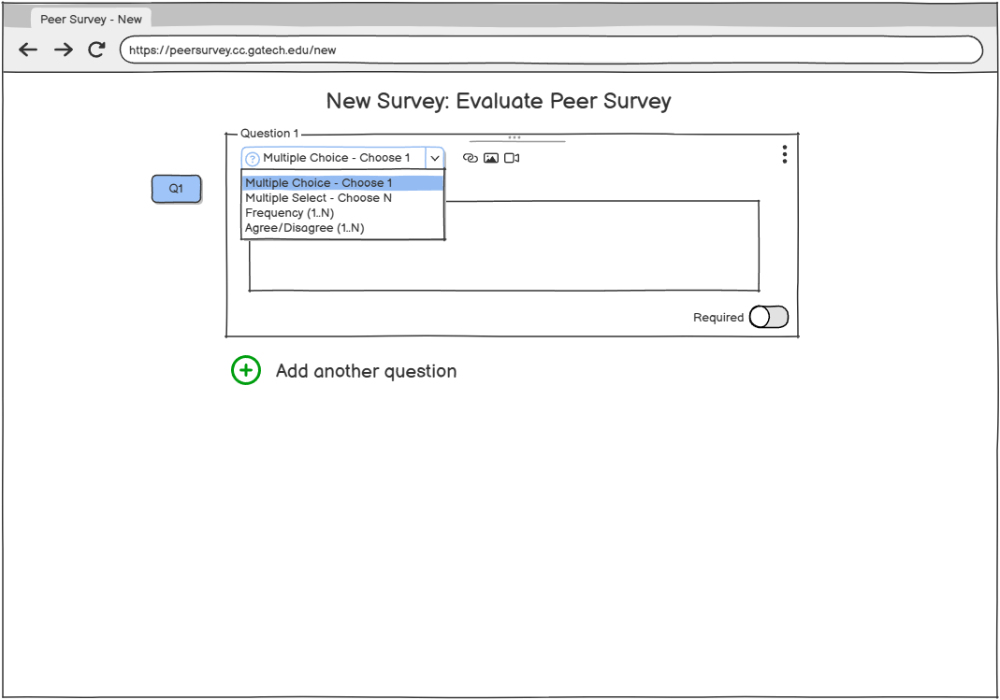 Peer Survey - New
https://peersurvey.cc.gatech.edu/new
New Survey: Evaluate Peer Survey
Question 1
? Multiple Choice - Choose 1
Q1
Multiple Choice - Choose 1
Multiple Select - Choose N
Frequency (1..N)
Agree/Disagree (1..N)
Required
Add another question